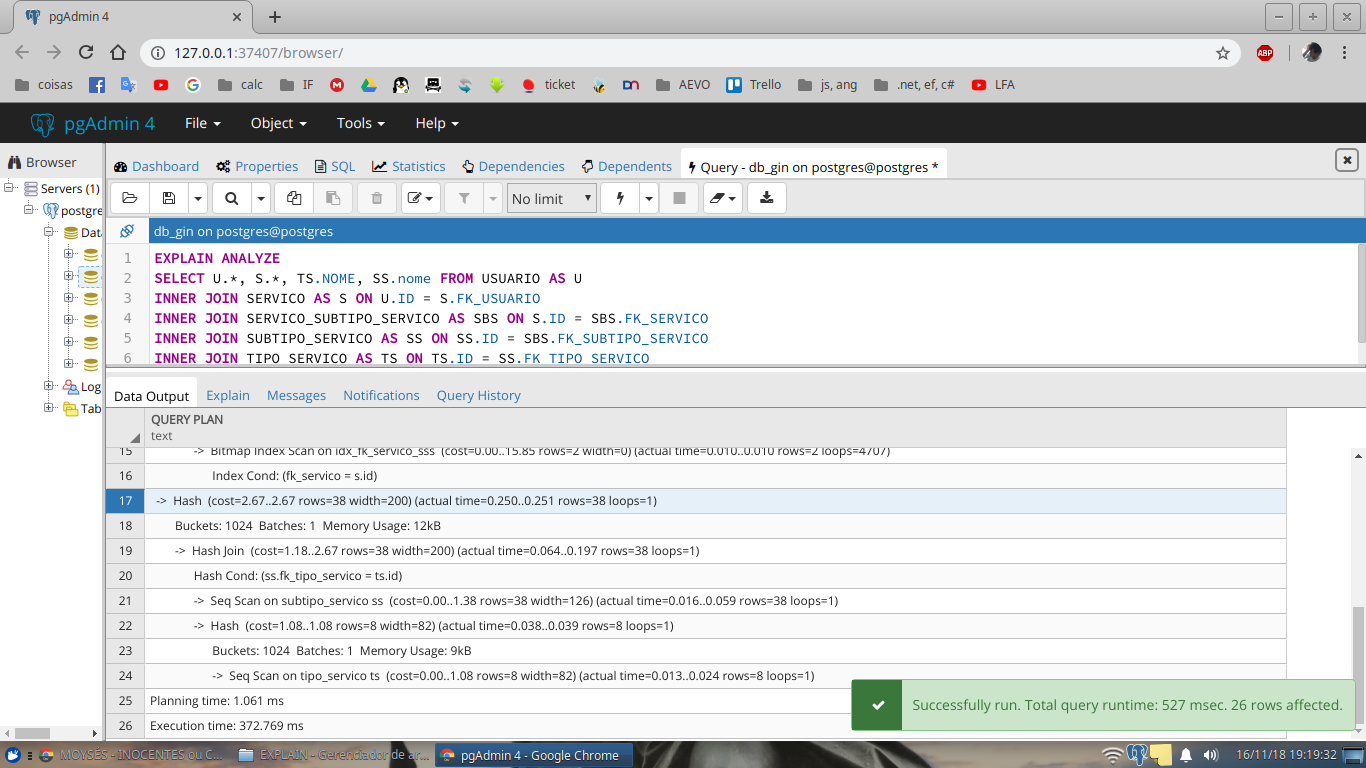 pgAdmin 4
127.0.0.1:37407/browser/
ABP
coisas calc IF ticket AEVO Trello js, ang .net, ef, c# LFA
pgAdmin 4 File Object Tools Help
Browser
Dashboard Properties SQL Statistics Dependencies Dependents Query - db_gin on postgres@postgres *
Servers (1)
postgre
Data
Log
Tab
No limit
db_gin on postgres@postgres
1 EXPLAIN ANALYZE
2 SELECT U.*, S.*, TS.NOME, SS.nome FROM USUARIO AS U
3 INNER JOIN SERVICO AS S ON U.ID = S.FK_USUARIO
4 INNER JOIN SERVICO_SUBTIPO_SERVICO AS SBS ON S.ID = SBS.FK_SERVICO
5 INNER JOIN SUBTIPO_SERVICO AS SS ON SS.ID = SBS.FK_SUBTIPO_SERVICO
6 INNER JOIN TIPO_SERVICO AS TS ON TS.ID = SS.FK_TIPO_SERVICO
Data Output Explain Messages Notifications Query History
QUERY PLAN
text
15 -> Bitmap Index Scan on idx_fk_servico_sss (cost=0.00..15.85 rows=2 width=0) (actual time=0.010..0.010 rows=2 loops=4707)
16 Index Cond: (fk_servico = s.id)
17 -> Hash (cost=2.67..2.67 rows=38 width=200) (actual time=0.250..0.251 rows=38 loops=1)
18 Buckets: 1024 Batches: 1 Memory Usage: 12kB
19 -> Hash Join (cost=1.18..2.67 rows=38 width=200) (actual time=0.064..0.197 rows=38 loops=1)
20 Hash Cond: (ss.fk_tipo_servico = ts.id)
21 -> Seq Scan on subtipo_servico ss (cost=0.00..1.38 rows=38 width=126) (actual time=0.016..0.059 rows=38 loops=1)
22 -> Hash (cost=1.08..1.08 rows=8 width=82) (actual time=0.038..0.039 rows=8 loops=1)
23 Buckets: 1024 Batches: 1 Memory Usage: 9kB
24 -> Seq Scan on tipo_servico ts (cost=0.00..1.08 rows=8 width=82) (actual time=0.013..0.024 rows=8 loops=1)
25 Planning time: 1.061 ms
26 Execution time: 372.769 ms
Successfully run. Total query runtime: 527 msec. 26 rows affected.
MOYSÉS - INOCENTES ou C... EXPLAIN - Gerenciador de ar... pgAdmin 4 - Google Chrome 16/11/18 19:19:32